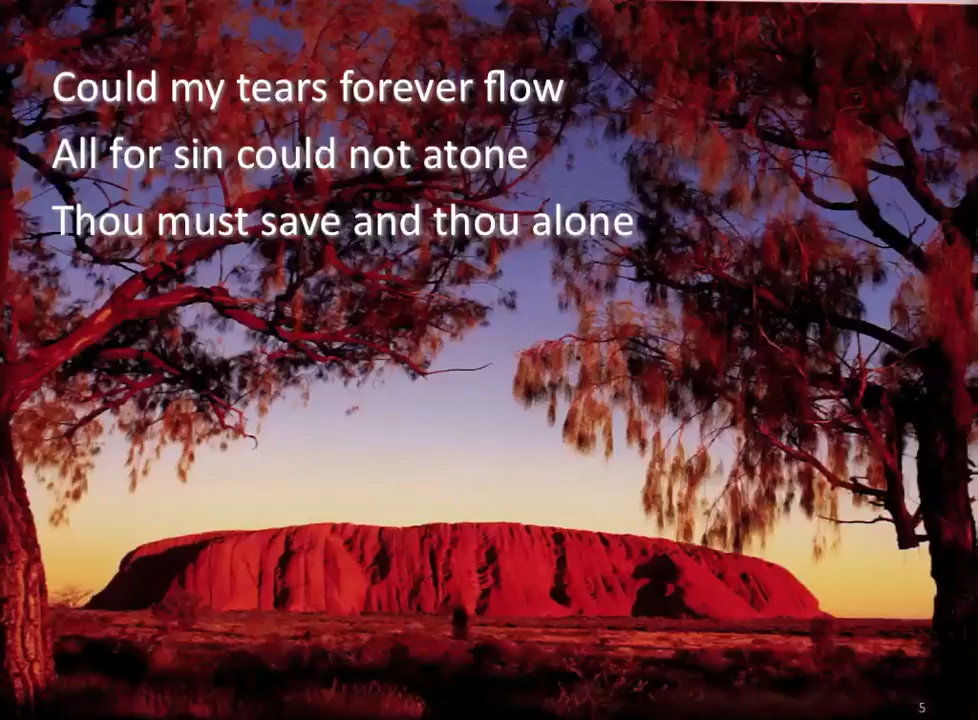 Could my tears forever flow
All for sin could not atone
Thou must save and thou alone
5